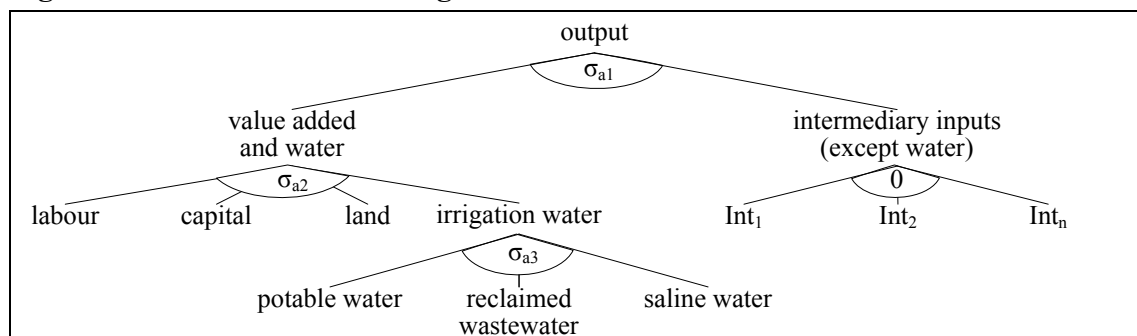 output
σa1
value added
and water
intermediary inputs
(except water)
σa2
0
labour
capital
land
irrigation water
Int1
Int2
Intn
σa3
potable water
reclaimed
wastewater
saline water